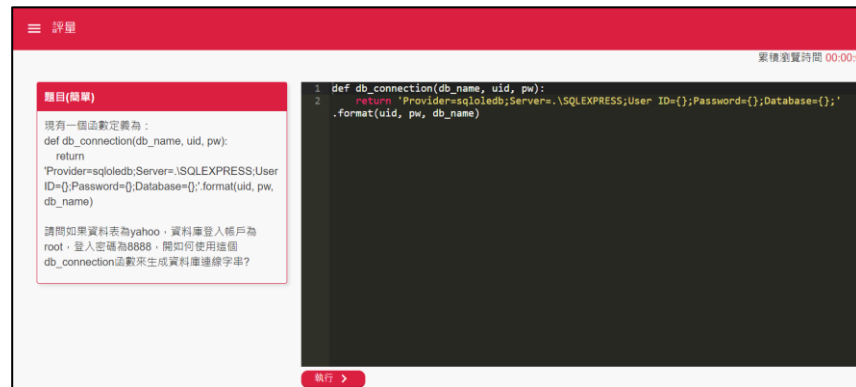 評量
累積瀏覽時間 00:00:
題目(簡單)
現有一個函數定義為：
def db_connection(db_name, uid, pw):
return
'Provider=sqloledb;Server=.\SQLEXPRESS;User
ID={};Password={};Database={};'.format(uid, pw,
db_name)
請問如果資料表為yahoo，資料庫登入帳戶為
root，登入密碼為8888，開如何使用這個
db_connection函數來生成資料庫連線字串?
1 def db_connection(db_name, uid, pw):
2 return 'Provider=sqloledb;Server=.\SQLEXPRESS;User ID={};Password={};Database={};'
.format(uid, pw, db_name)
執行